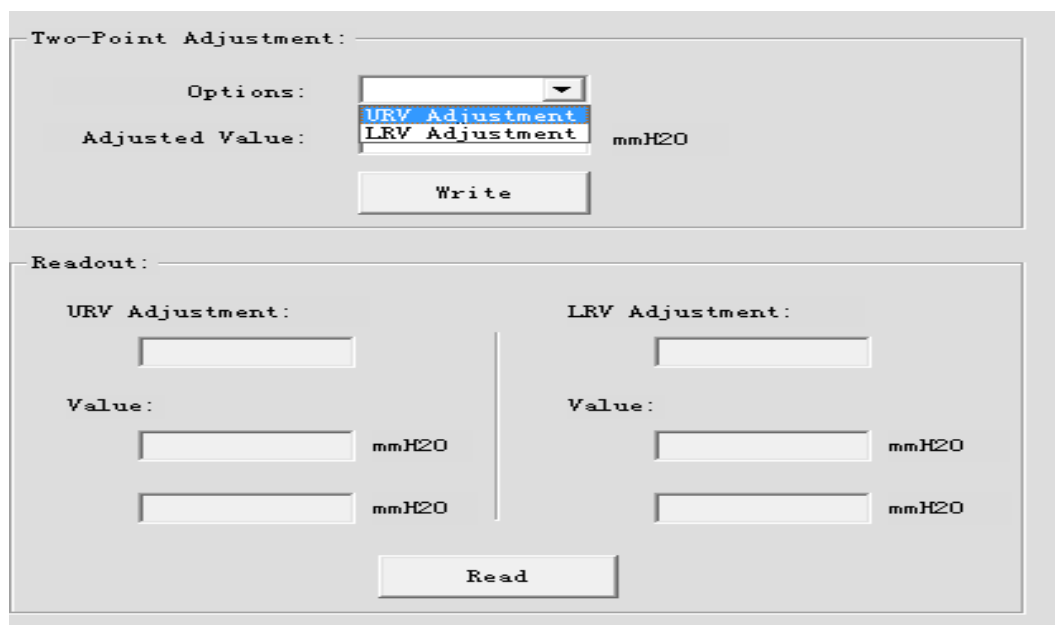 Two-Point Adjustment:
Options:
URV Adjustment
LRV Adjustment
Adjusted Value: mmH2O
Write
Readout:
URV Adjustment: LRV Adjustment:
Value: Value:
mmH2O mmH2O
mmH2O mmH2O
Read